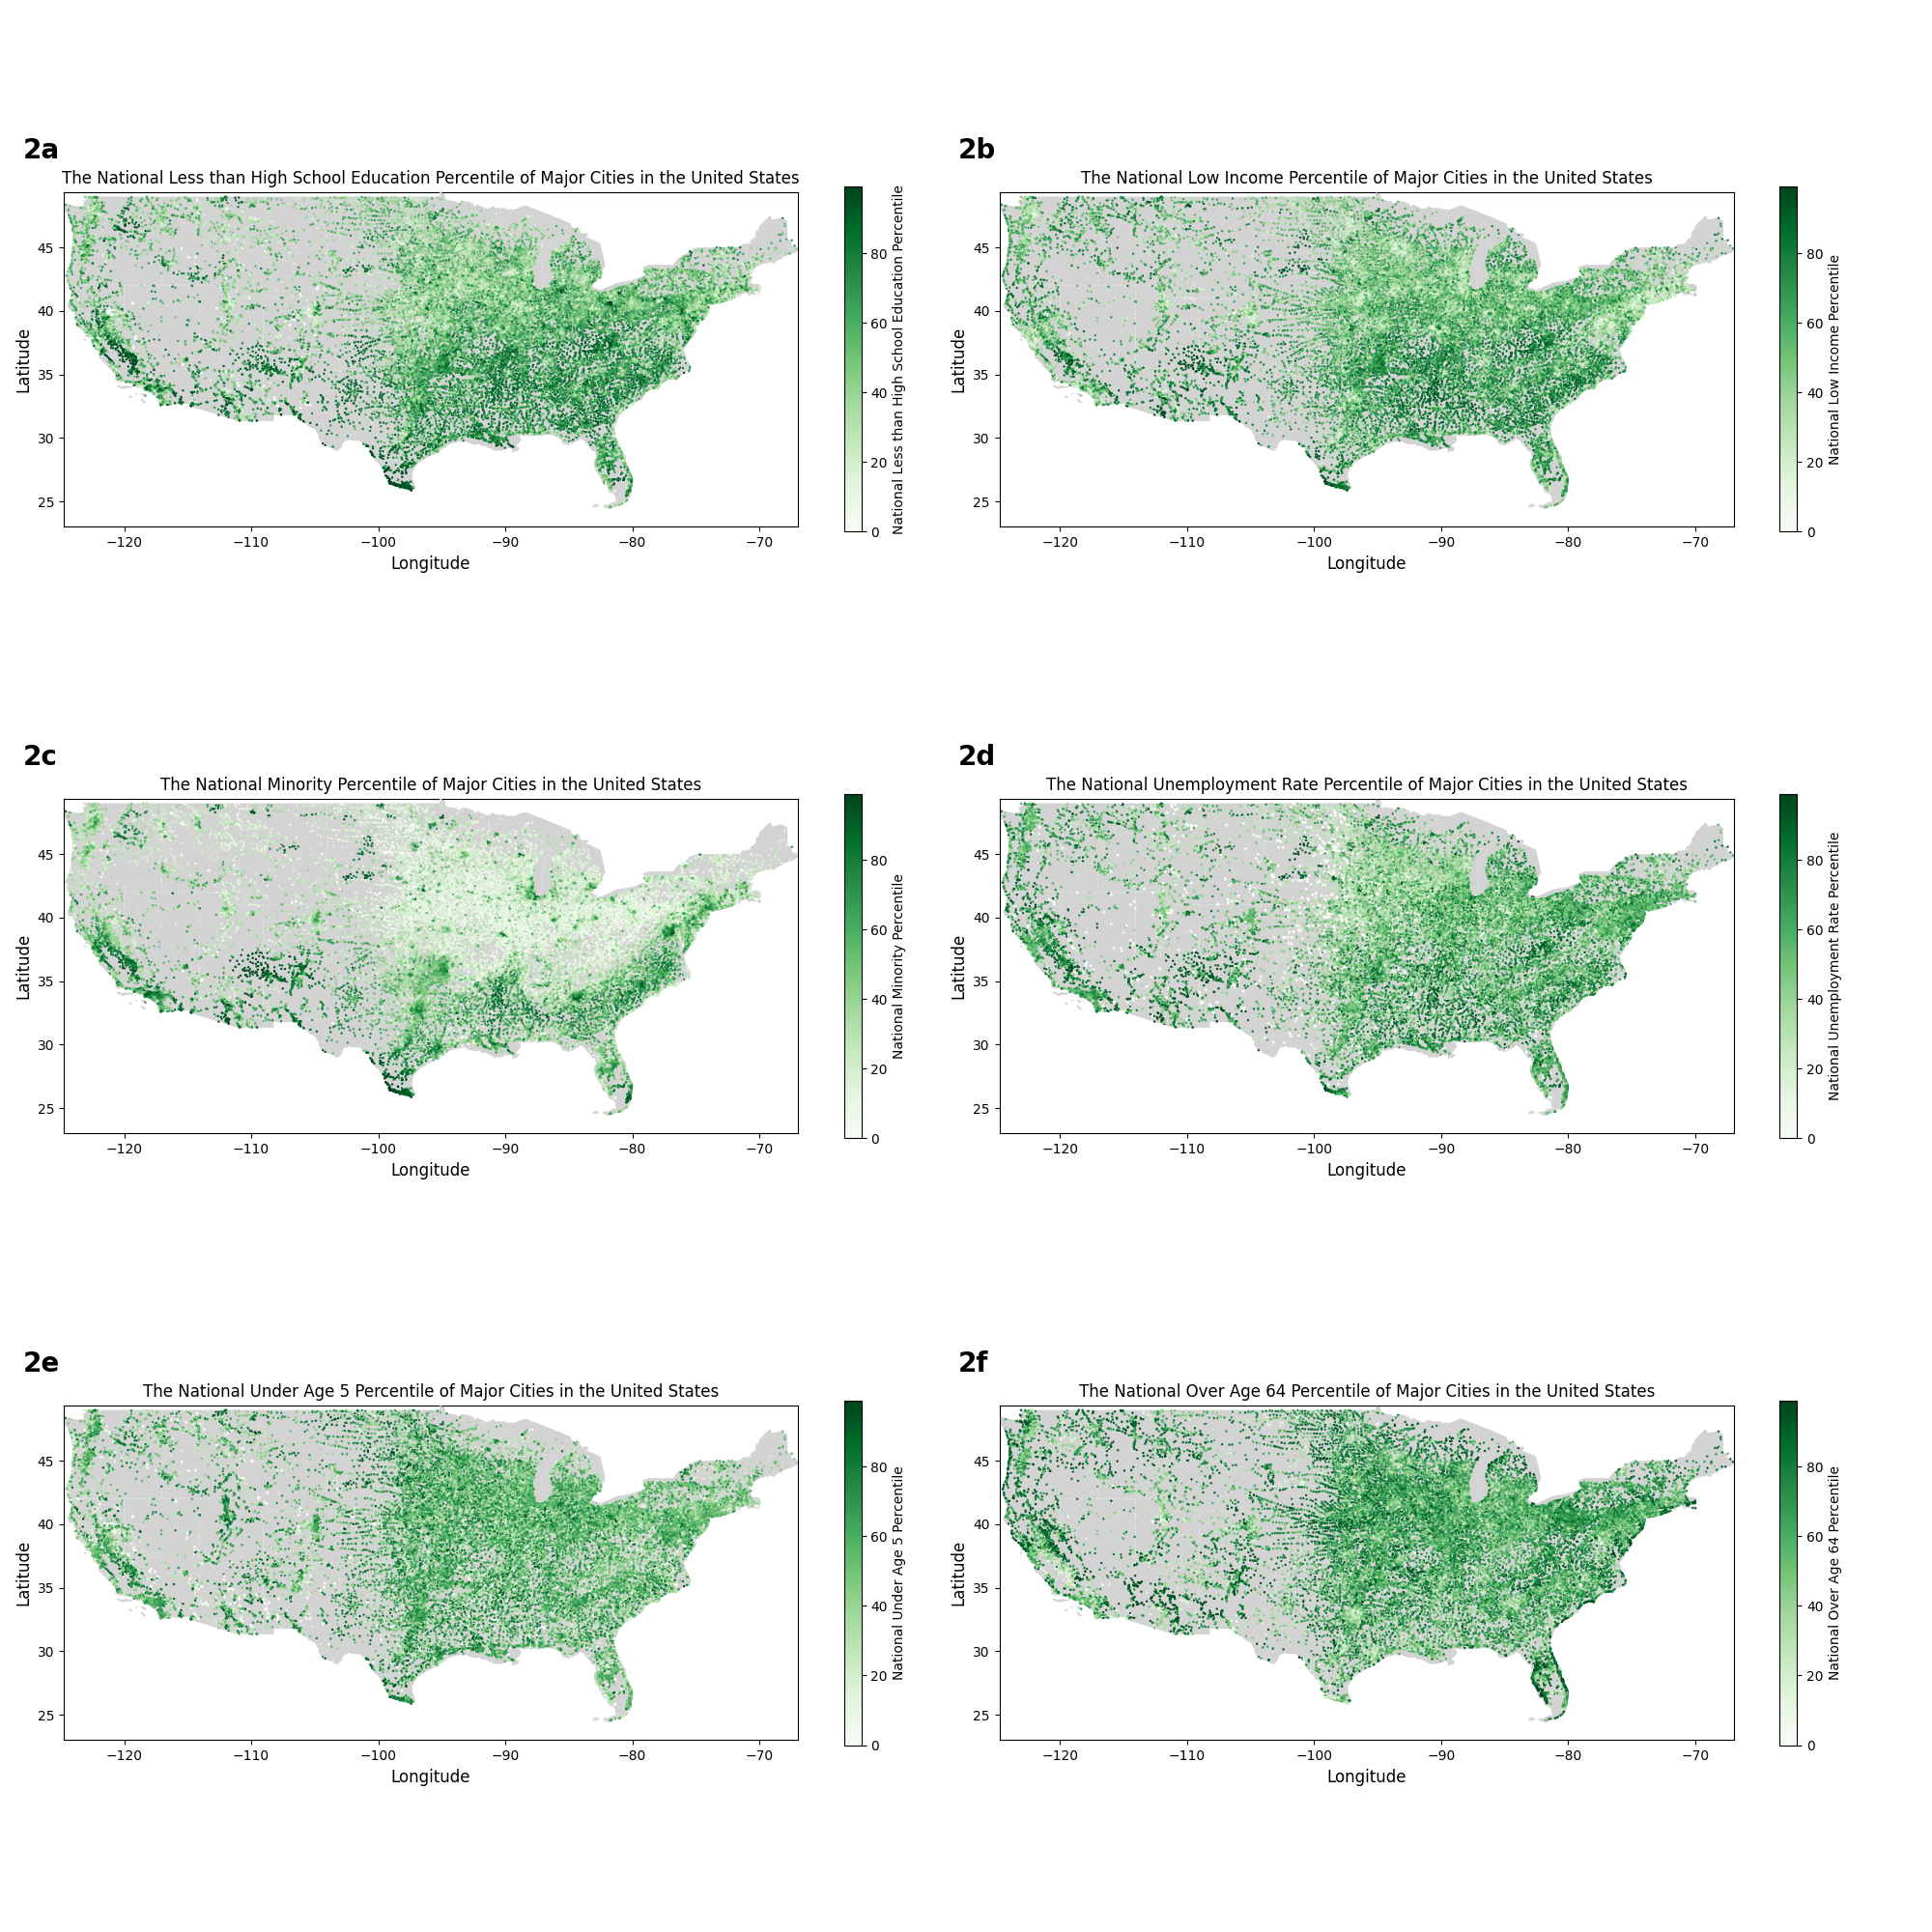 2a
The National Less than High School Education Percentile of Major Cities in the United States
45
40
35
30
25
Latitude
−120 −110 −100 −90 −80 −70
Longitude
80
60
40
20
0
National Less than High School Education Percentile
2b
The National Low Income Percentile of Major Cities in the United States
45
40
35
30
25
Latitude
−120 −110 −100 −90 −80 −70
Longitude
80
60
40
20
0
National Low Income Percentile
2c
The National Minority Percentile of Major Cities in the United States
45
40
35
30
25
Latitude
−120 −110 −100 −90 −80 −70
Longitude
80
60
40
20
0
National Minority Percentile
2d
The National Unemployment Rate Percentile of Major Cities in the United States
45
40
35
30
25
Latitude
−120 −110 −100 −90 −80 −70
Longitude
80
60
40
20
0
National Unemployment Rate Percentile
2e
The National Under Age 5 Percentile of Major Cities in the United States
45
40
35
30
25
Latitude
−120 −110 −100 −90 −80 −70
Longitude
80
60
40
20
0
National Under Age 5 Percentile
2f
The National Over Age 64 Percentile of Major Cities in the United States
45
40
35
30
25
Latitude
−120 −110 −100 −90 −80 −70
Longitude
80
60
40
20
0
National Over Age 64 Percentile